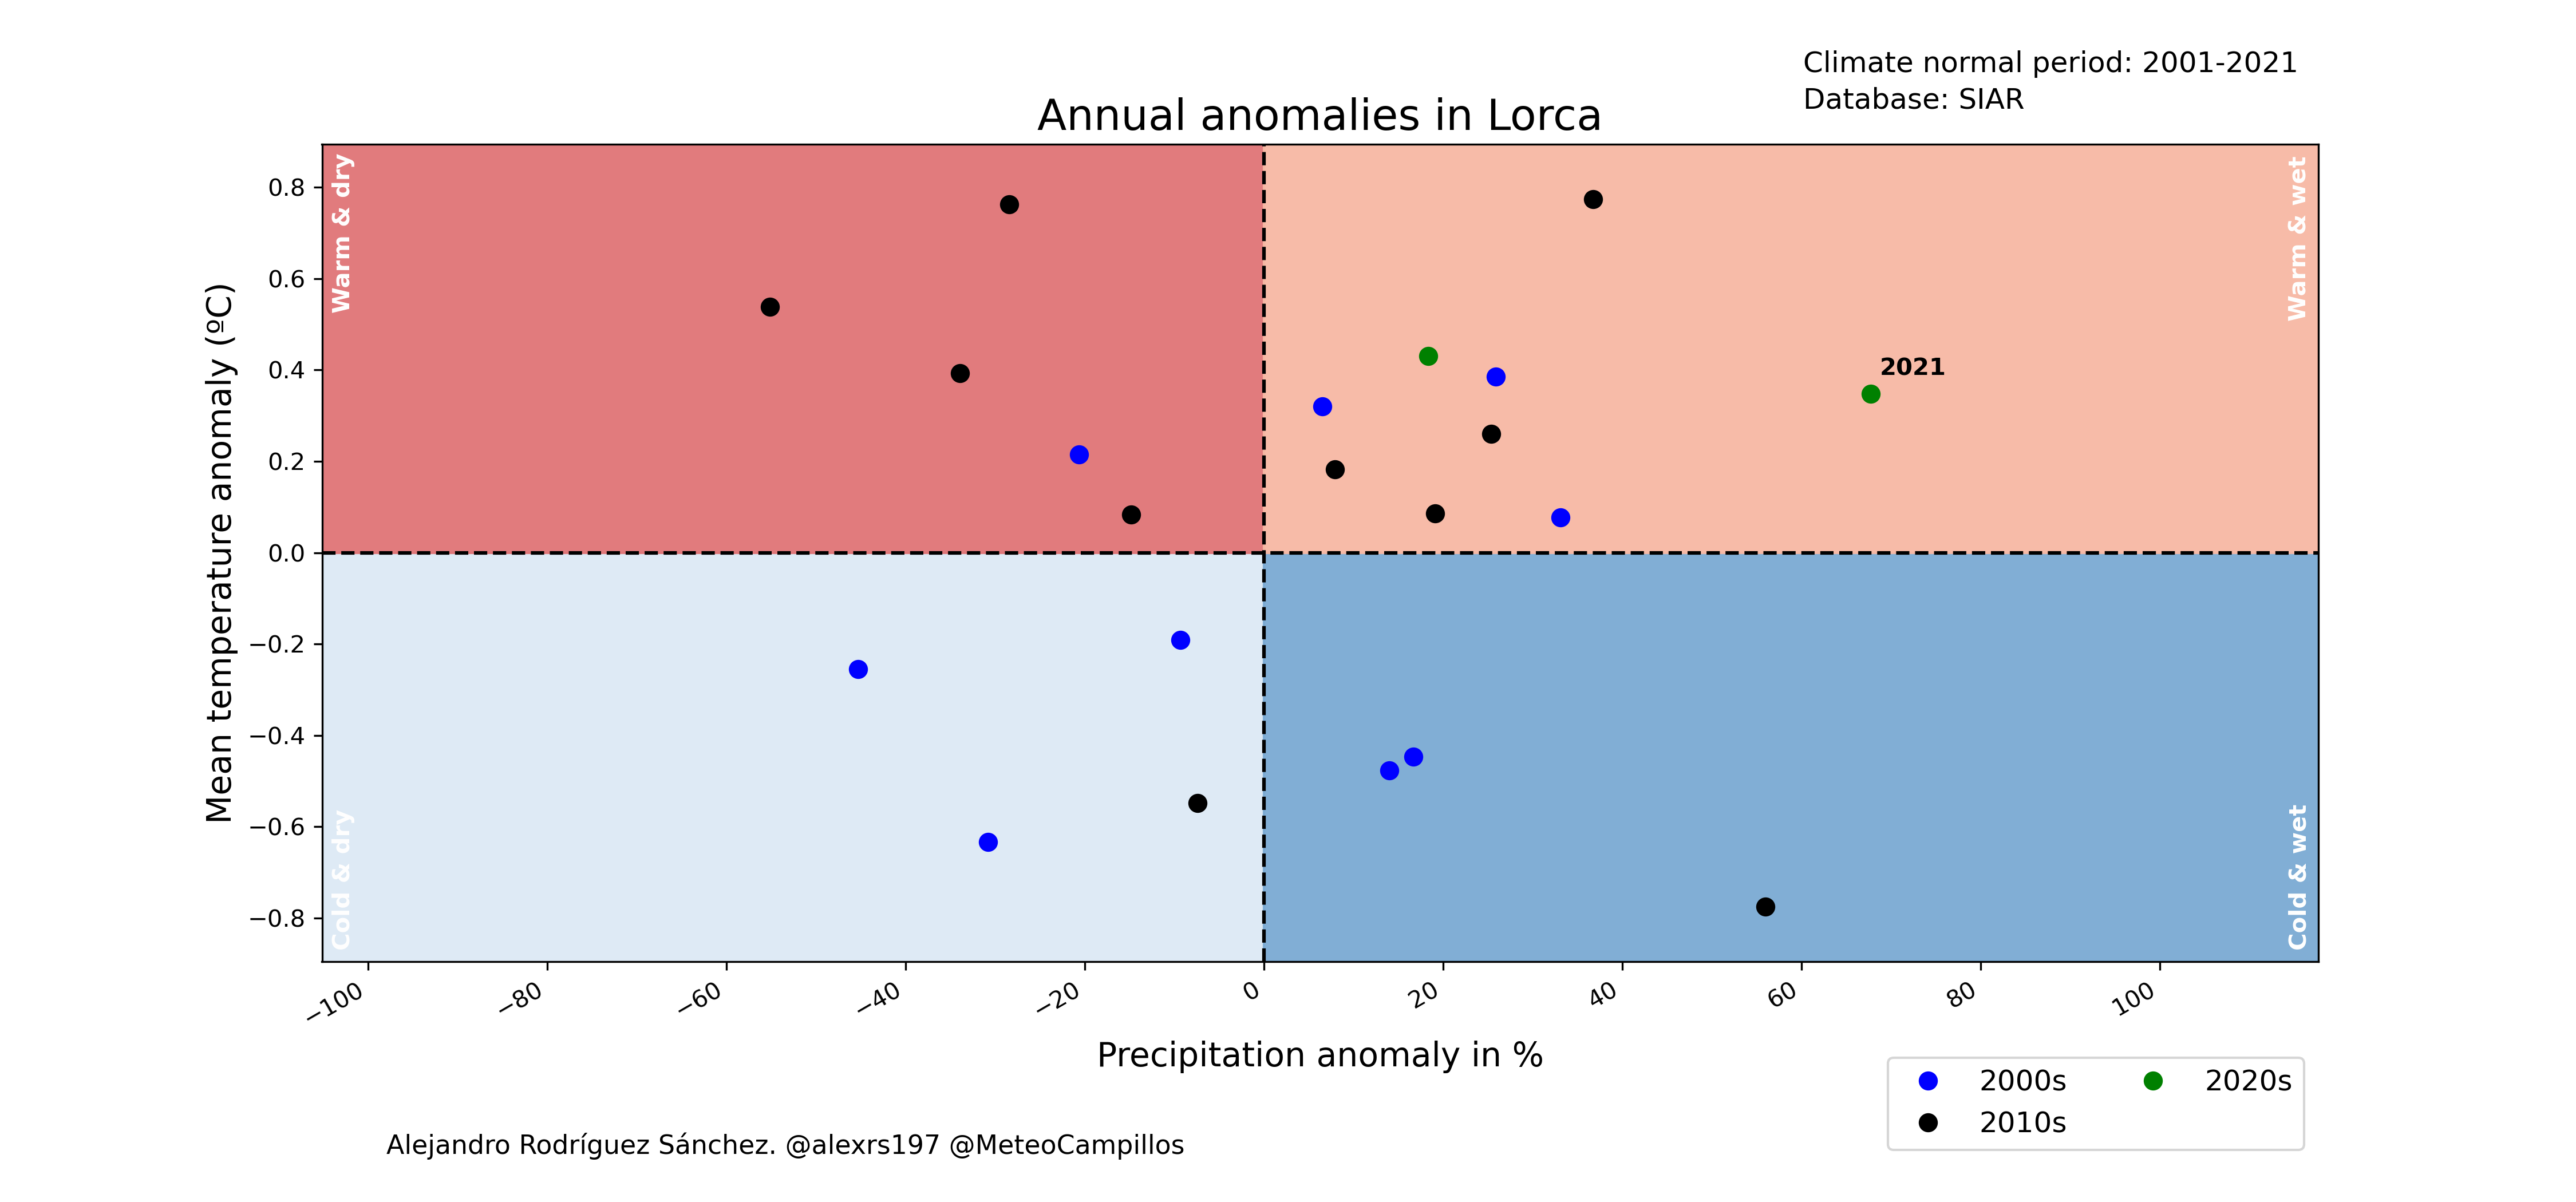 Climate normal period: 2001-2021
Database: SIAR
Annual anomalies in Lorca
Warm & dry
Warm & wet
2021
Cold & dry
Cold & wet
Mean temperature anomaly (ºC)
0.8
0.6
0.4
0.2
0.0
−0.2
−0.4
−0.6
−0.8
−100 −80 −60 −40 −20 0 20 40 60 80 100
Precipitation anomaly in %
2000s 2020s
2010s
Alejandro Rodríguez Sánchez. @alexrs197 @MeteoCampillos